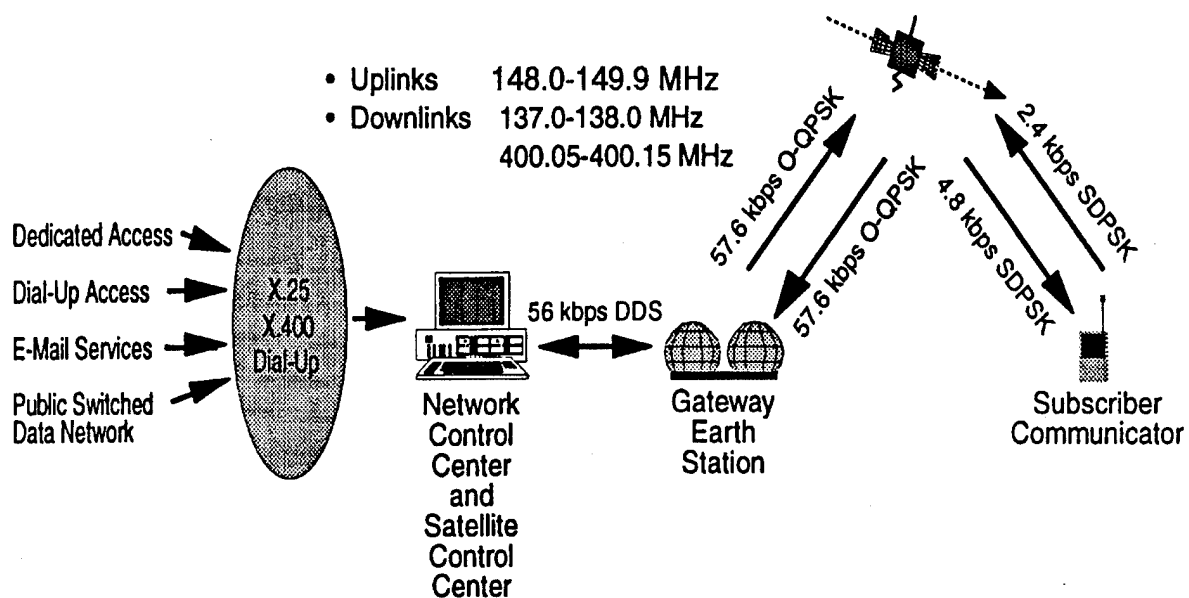 • Uplinks 148.0-149.9 MHz
• Downlinks 137.0-138.0 MHz
400.05-400.15 MHz
Dedicated Access
Dial-Up Access
E-Mail Services
Public Switched
Data Network
X.25
X.400
Dial-Up
Network
Control
Center
and
Satellite
Control
Center
56 kbps DDS
Gateway
Earth
Station
57.6 kbps O-QPSK
57.6 kbps O-QPSK
4.8 kbps SDPSK
2.4 kbps SDPSK
Subscriber
Communicator